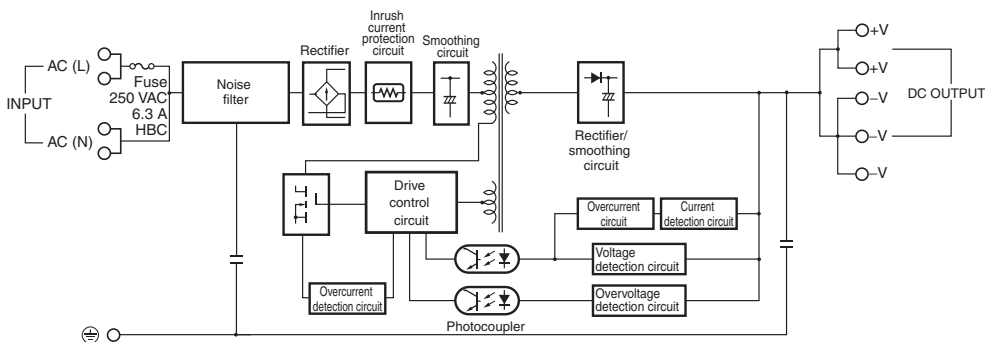 INPUT
AC (L)
Fuse
250 VAC
6.3 A
HBC
AC (N)
Noise
filter
Rectifier
Inrush
current
protection
circuit
Smoothing
circuit
Rectifier/
smoothing
circuit
+V
+V
–V
–V
–V
DC OUTPUT
Drive
control
circuit
Overcurrent
detection circuit
Overcurrent
circuit
Current
detection circuit
Voltage
detection circuit
Overvoltage
detection circuit
Photocoupler